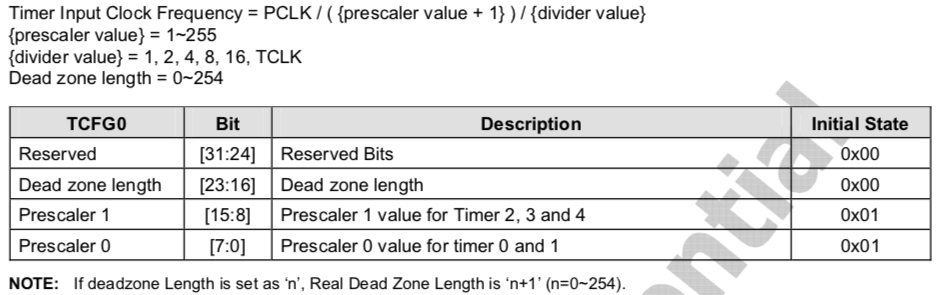 Timer Input Clock Frequency = PCLK / ( {prescaler value + 1} ) / {divider value}
{prescaler value} = 1~255
{divider value} = 1, 2, 4, 8, 16, TCLK
Dead zone length = 0~254
TCFG0 Bit Description Initial State
Reserved [31:24] Reserved Bits 0x00
Dead zone length [23:16] Dead zone length 0x00
Prescaler 1 [15:8] Prescaler 1 value for Timer 2, 3 and 4 0x01
Prescaler 0 [7:0] Prescaler 0 value for timer 0 and 1 0x01
NOTE: If deadzone Length is set as 'n', Real Dead Zone Length is 'n+1' (n=0~254).
ential